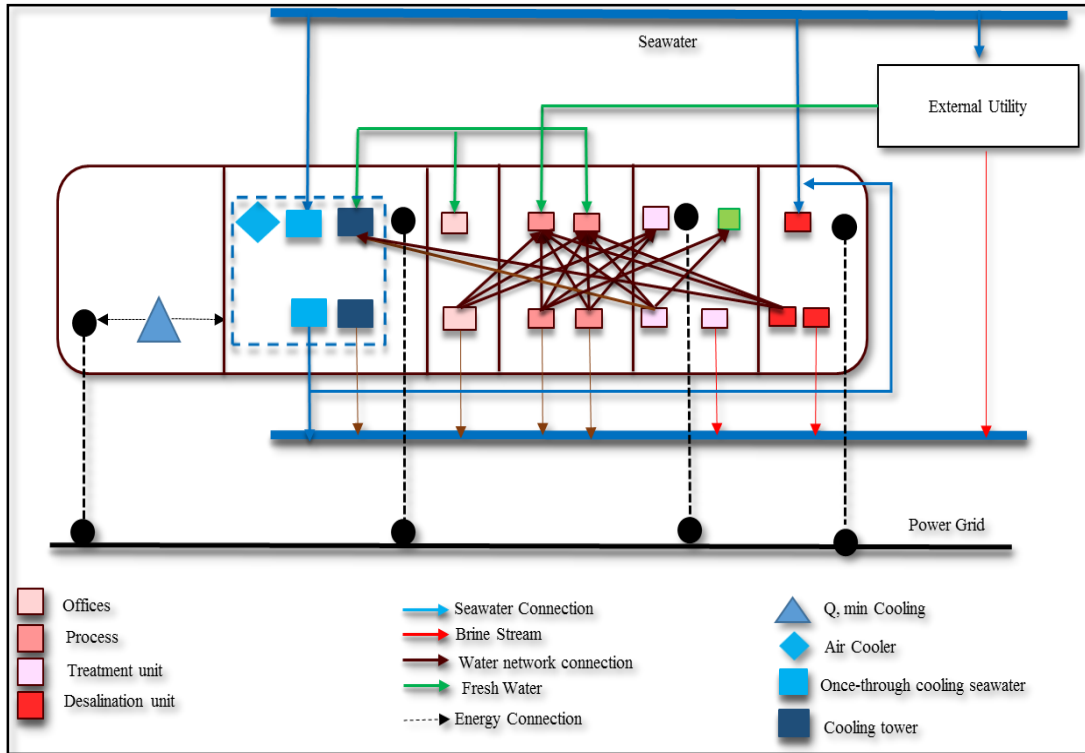 Seawater
External Utility
Power Grid
Offices
Process
Treatment unit
Desalination unit
Seawater Connection
Brine Stream
Water network connection
Fresh Water
Energy Connection
Q, min Cooling
Air Cooler
Once-through cooling seawater
Cooling tower